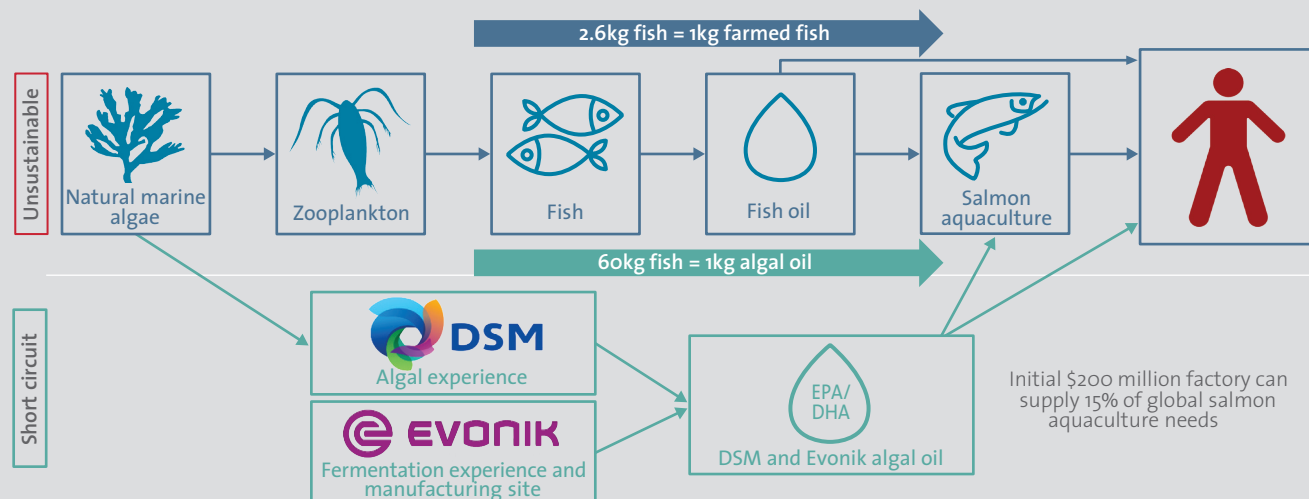 2.6kg fish = 1kg farmed fish
Unsustainable
Natural marine
algae
Zooplankton
Fish
Fish oil
Salmon
aquaculture
60kg fish = 1kg algal oil
Short circuit
DSM
Algal experience
EVONIK
Fermentation experience and
manufacturing site
EPA/
DHA
DSM and Evonik algal oil
Initial $200 million factory can
supply 15% of global salmon
aquaculture needs